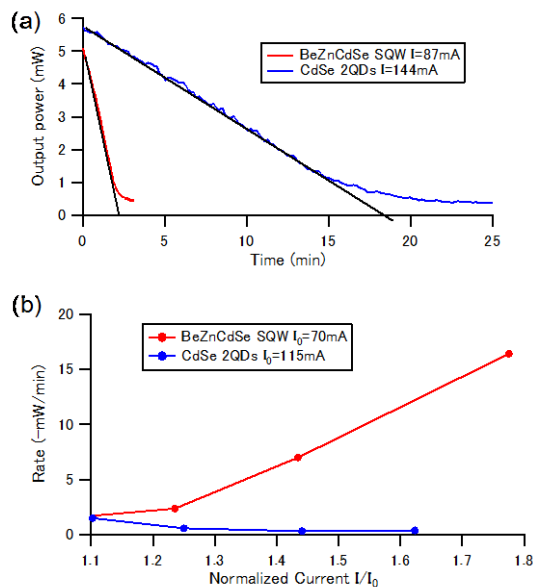 (a)
6
5
4
3
2
1
0
Output power (mW)
BeZnCdSe SQW I=87mA
CdSe 2QDs I=144mA
0 5 10 15 20 25
Time (min)
(b)
20
15
10
5
0
Rate (-mW/min)
BeZnCdSe SQW I₀=70mA
CdSe 2QDs I₀=115mA
1.1 1.2 1.3 1.4 1.5 1.6 1.7 1.8
Normalized Current I/I₀